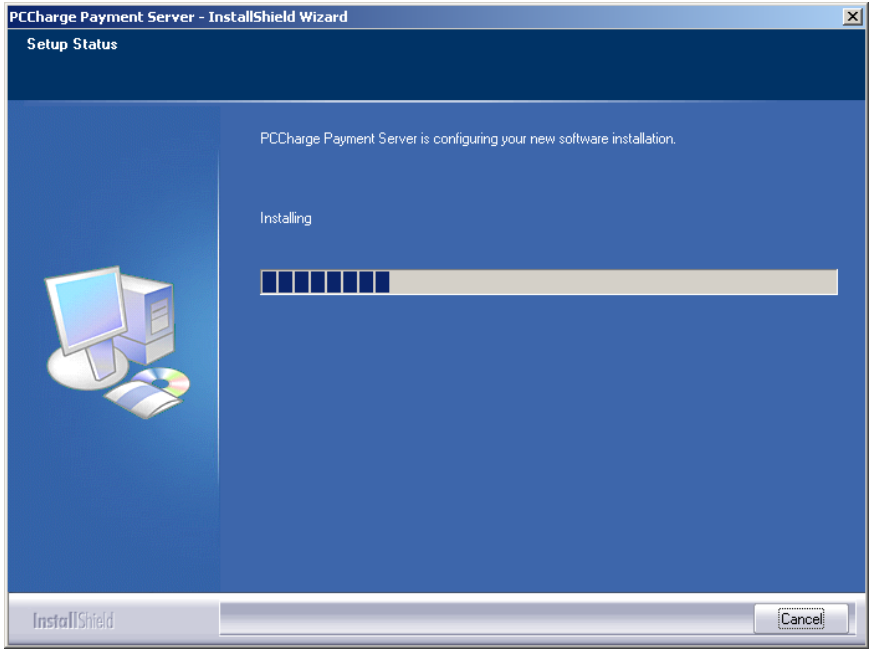 PCCharge Payment Server - InstallShield Wizard
Setup Status
PCCharge Payment Server is configuring your new software installation.
Installing
InstallShield
Cancel